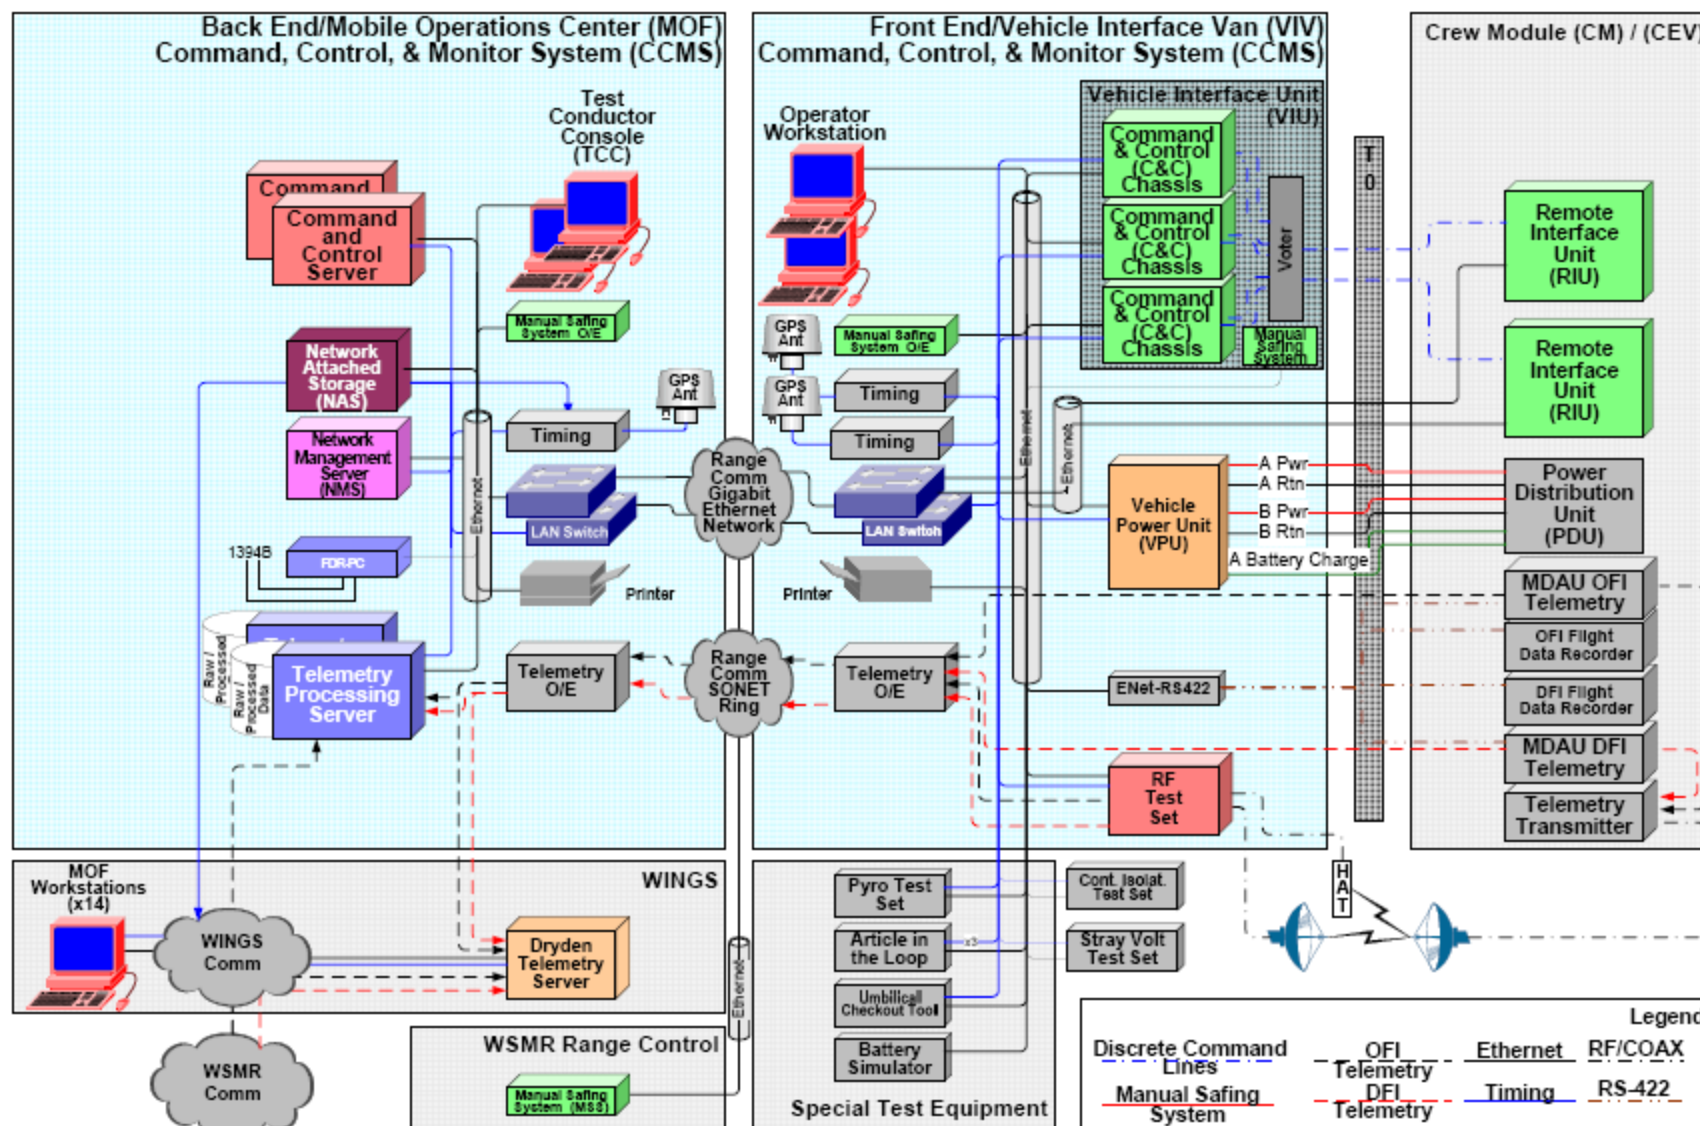 Back End/Mobile Operations Center (MOF)
Command, Control, & Monitor System (CCMS)
Test
Conductor
Console
(TCC)
Command
Command
and
Control
Server
Manual Safing
System O/E
Network
Attached
Storage
(NAS)
GPS
Ant
Timing
Network
Management
Server
(NMS)
Ethernet
LAN Switch
1394B
FDR-PC
Printer
Raw /
Processed
Raw /
Processed
Data
Telemetry
Processing
Server
Telemetry
O/E
Range
Comm
Gigabit
Ethernet
Network
Range
Comm
SONET
Ring
Front End/Vehicle Interface Van (VIV)
Command, Control, & Monitor System (CCMS)
Operator
Workstation
Vehicle Interface Unit
(VIU)
Command
& Control
(C&C)
Chassis
Command
& Control
(C&C)
Chassis
Command
& Control
(C&C)
Chassis
Voter
Manual
Safing
System
GPS
Ant
GPS
Ant
Manual Safing
System O/E
Timing
Timing
Ethernet
Ethernet
LAN Switch
Printer
Vehicle
Power Unit
(VPU)
A Pwr
A Rtn
B Pwr
B Rtn
A Battery Charge
Telemetry
O/E
ENet-RS422
RF
Test
Set
T
0
Crew Module (CM) / (CEV)
Remote
Interface
Unit
(RIU)
Remote
Interface
Unit
(RIU)
Power
Distribution
Unit
(PDU)
MDAU OFI
Telemetry
OFI Flight
Data Recorder
DFI Flight
Data Recorder
MDAU DFI
Telemetry
Telemetry
Transmitter
HAT
MOF
Workstations
(x14)
WINGS
WINGS
Comm
Dryden
Telemetry
Server
WSMR
Comm
WSMR Range Control
Manual Safing
System (MSS)
Ethernet
Pyro Test
Set
Article in
the Loop
x3
Umbilical
Checkout Tool
Battery
Simulator
Special Test Equipment
Cont. Isolat.
Test Set
Stray Volt
Test Set
Legend
Discrete Command
Lines
OFI
Telemetry
Ethernet
RF/COAX
Manual Safing
System
DFI
Telemetry
Timing
RS-422